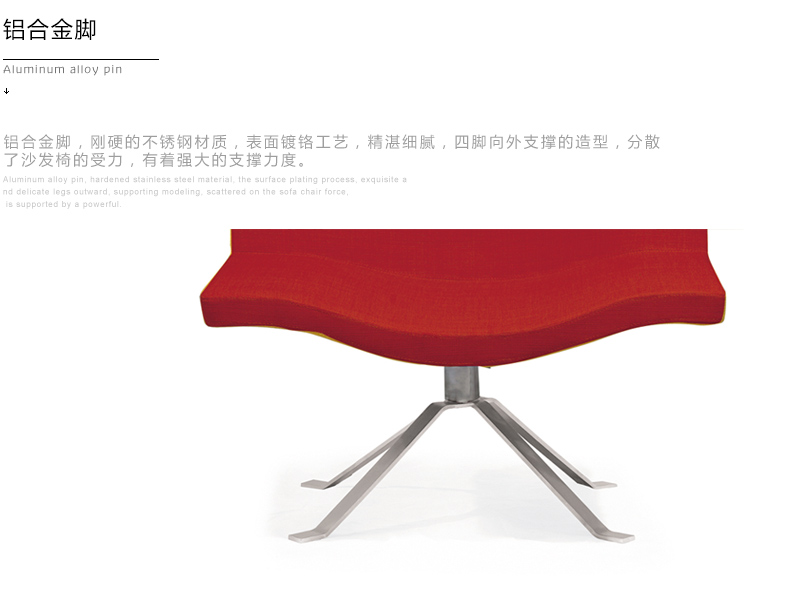 铝合金脚
Aluminum alloy pin
铝合金脚，刚硬的不锈钢材质，表面镀铬工艺，精湛细腻，四脚向外支撑的造型，分散
了沙发椅的受力，有着强大的支撑力度。
Aluminum alloy pin, hardened stainless steel material, the surface plating process, exquisite a
nd delicate legs outward, supporting modeling, scattered on the sofa chair force,
is supported by a powerful.